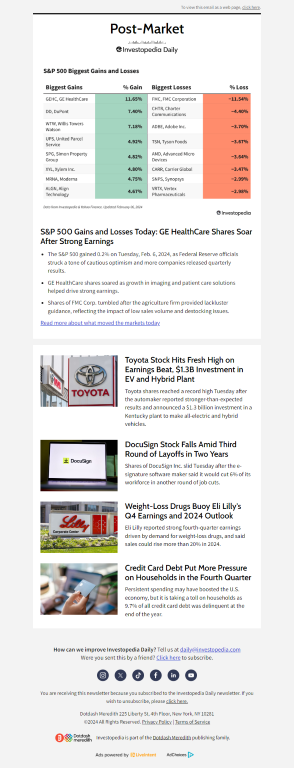 To view this email as a web page, click here.
Post-Market
Investopedia Daily
S&P 500 Biggest Gains and Losses
Biggest Gains % Gain Biggest Losses % Loss
GEHC, GE HealthCare 11.65% FMC, FMC Corporation -11.54%
DD, DuPont 7.40% CHTR, Charter Communications -4.40%
WTW, Willis Towers Watson 7.18% ADBE, Adobe Inc. -3.78%
UPS, United Parcel Service 4.92% TSN, Tyson Foods -3.67%
SPG, Simon Property Group 4.82% AMD, Advanced Micro Devices -3.64%
XYL, Xylem Inc. 4.80% CARR, Carrier Global -3.47%
MRNA, Moderna 4.75% SNPS, Synopsys
ALGN, Align Technology 4.67% VRTX, Vertex Pharmaceuticals
Data from Investopedia & Yahoo Finance. Updated February 06, 2024
Investopedia
S&P 500 Gains and Losses Today: GE HealthCare Shares Soar
After Strong Earnings
• The S&P 500 gained 0.2% on Tuesday, Feb. 6, 2024, as Federal Reserve officials
struck a tone of cautious optimism and more companies released quarterly
results.
• GE HealthCare shares soared as growth in imaging and patient care solutions
helped drive strong earnings.
• Shares of FMC Corp. tumbled after the agriculture firm provided lackluster
guidance, reflecting the impact of low sales volume and destocking issues.
Read more about what moved the markets today
TOYOTA
Toyota Stock Hits Fresh High on
Earnings Beat, $1.3B Investment in
EV and Hybrid Plant
Toyota shares reached a record high Tuesday after
the automaker reported stronger-than-expected
results and announced a $1.3 billion investment in a
Kentucky plant to make all-electric and hybrid
vehicles.
DocuSign
DocuSign Stock Falls Amid Third
Round of Layoffs in Two Years
Shares of DocuSign Inc. slid Tuesday after the e-
signature software maker said it would cut 6% of its
workforce in another round of job cuts.
Lilly
Weight-Loss Drugs Buoy Eli Lilly's
Q4 Earnings and 2024 Outlook
Eli Lilly reported strong fourth-quarter earnings
driven by demand for weight-loss drugs, and said
sales could rise more than 20% in 2024.
Credit Card Debt Put More Pressure
on Households in the Fourth Quarter
Persistent spending may have boosted the U.S.
economy, but it is taking a toll on households as
9.7% of all credit card debt was delinquent at the
end of the year.
How can we improve Investopedia Daily? Tell us at daily@investopedia.com
Were you sent this by a friend? Click here to subscribe.
You are receiving this newsletter because you subscribed to the Investopedia Daily newsletter. If you
wish to unsubscribe, please click here.
Dotdash Meredith 225 Liberty St, 4th Floor, New York, NY 10281
©2024 All Rights Reserved. Privacy Policy | Terms of Service
Dotdash
meredith
Investopedia is part of the Dotdash Meredith publishing family.
Ads powered by LiveIntent AdChoices